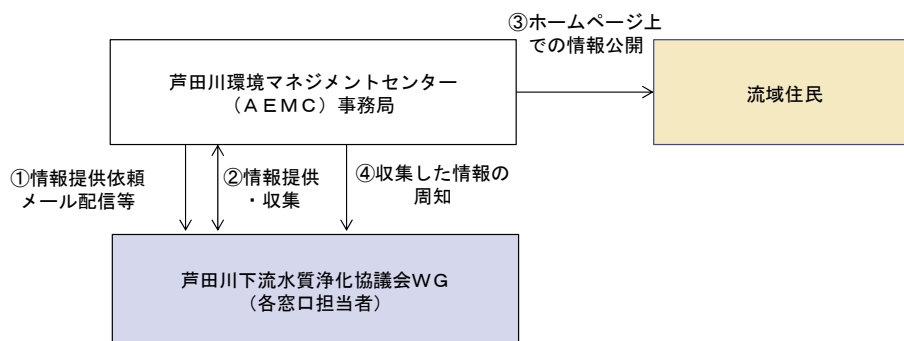 ③ホームページ上
での情報公開
芦田川環境マネジメントセンター
(AEMC)事務局
流域住民
①情報提供依頼
メール配信等
②情報提供
・収集
④収集した情報の
周知
芦田川下流水質浄化協議会WG
(各窓口担当者)